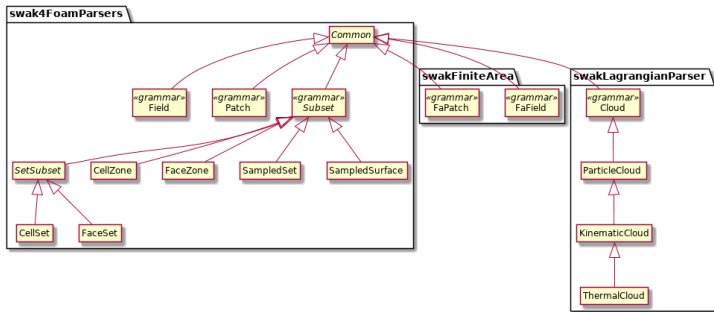 swak4FoamParsers
Common
swakFiniteArea
swakLagrangianParser
«grammar»
Field
«grammar»
Patch
«grammar»
Subset
«grammar»
FaPatch
«grammar»
FaField
«grammar»
Cloud
SetSubset
CellZone
FaceZone
SampledSet
SampledSurface
ParticleCloud
CellSet
FaceSet
KinematicCloud
ThermalCloud